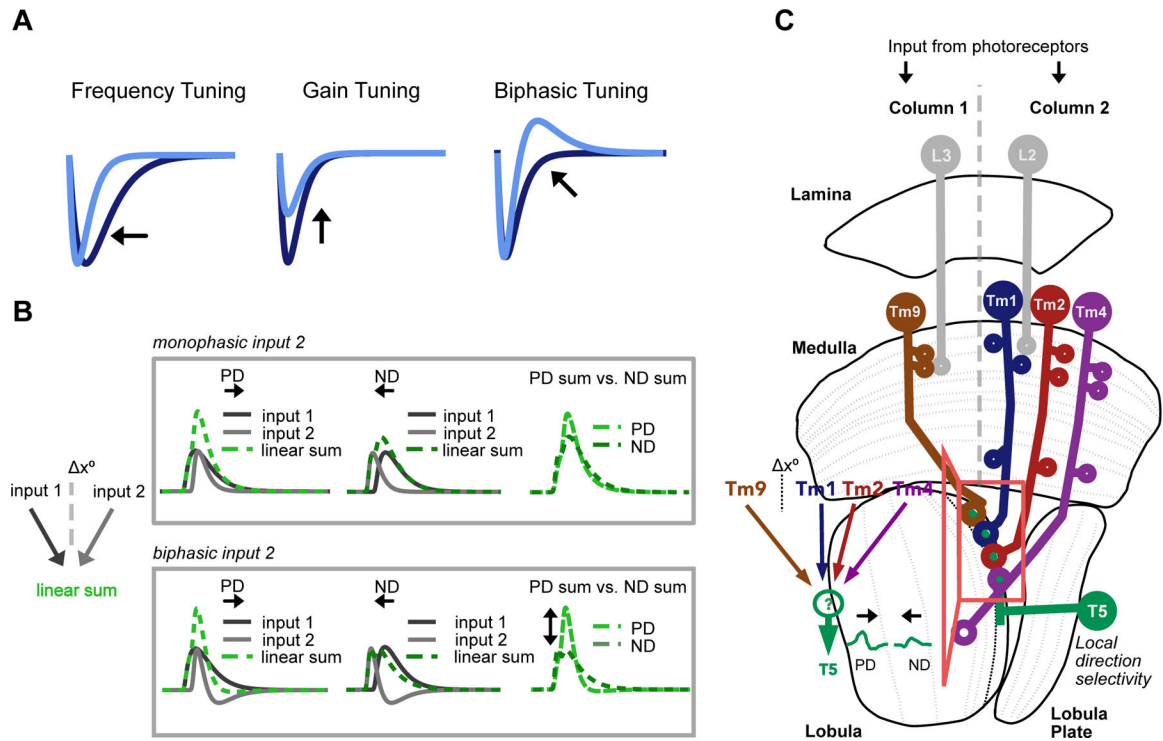 A
Frequency Tuning
Gain Tuning
Biphasic Tuning
B
monophasic input 2
PD
input 1
input 2
linear sum
ND
input 1
input 2
linear sum
PD sum vs. ND sum
PD
ND
Δxº
input 1
input 2
linear sum
biphasic input 2
PD
input 1
input 2
linear sum
ND
input 1
input 2
linear sum
PD sum vs. ND sum
PD
ND
C
Input from photoreceptors
Column 1
Column 2
L3
L2
Lamina
Tm9
Tm1
Tm2
Tm4
Medulla
Δxº
Tm9
Tm1
Tm2
Tm4
?
T5
PD
ND
T5
Local
direction
selectivity
Lobula
Lobula
Plate